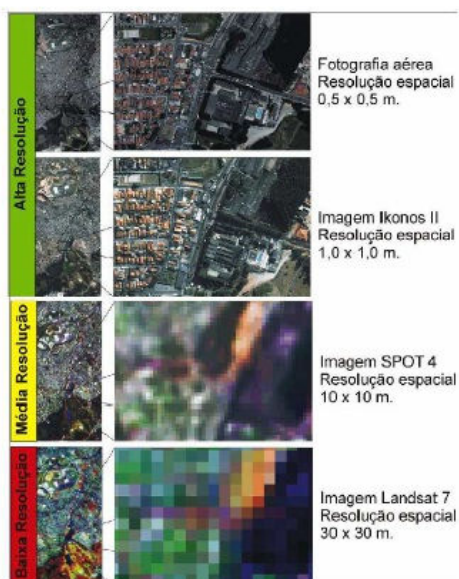 Alta Resolução
Fotografia aérea
Resolução espacial
0,5 x 0,5 m.
Imagem Ikonos II
Resolução espacial
1,0 x 1,0 m.
Média Resolução
Imagem SPOT 4
Resolução espacial
10 x 10 m.
Baixa Resolução
Imagem Landsat 7
Resolução espacial
30 x 30 m.